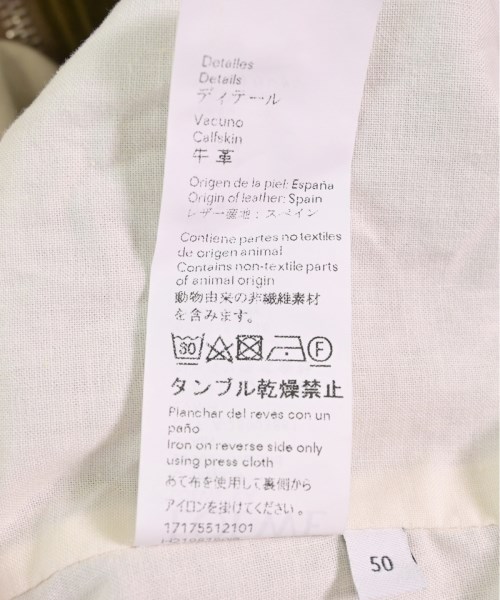 Detalles
Details
ディテール
Vacuno
Calfskin
牛革
Origen de la piel: España
Origin of leather: Spain
レザー産地：スペイン
Contiene partes no textiles
de origen animal
Contains non-textile parts
of animal origin
動物由来の非繊維素材
を含みます。
30
F
タンブル乾燥禁止
Planchar del reves con un
paño
Iron on reverse side only
using press cloth
あて布を使用して裏側から
アイロンを掛けてください。
17175512101
50